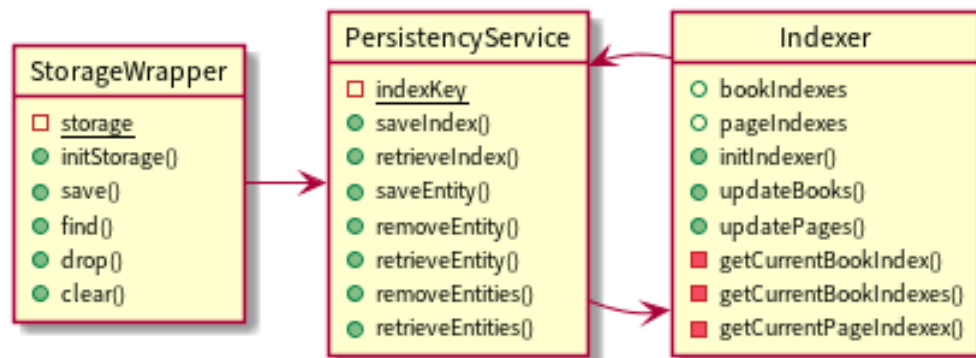 StorageWrapper
storage
initStorage()
save()
find()
drop()
clear()
PersistencyService
indexKey
saveIndex()
retrieveIndex()
saveEntity()
removeEntity()
retrieveEntity()
removeEntities()
retrieveEntities()
Indexer
bookIndexes
pageIndexes
initIndexer()
updateBooks()
updatePages()
getCurrentBookIndex()
getCurrentBookIndexes()
getCurrentPageIndexex()